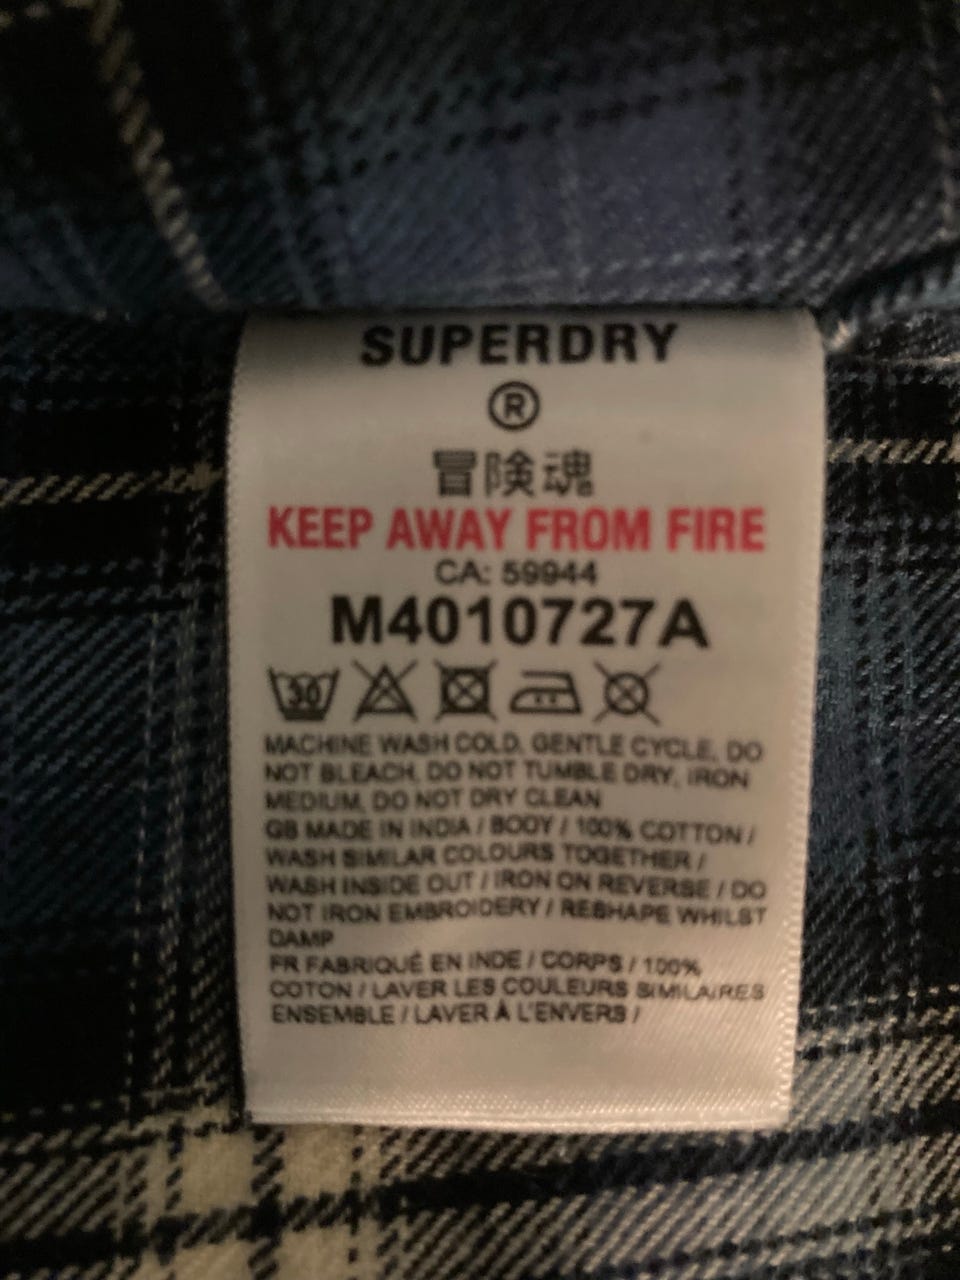 SUPERDRY
®
冒険魂
KEEP AWAY FROM FIRE
CA: 59944
M4010727A
30
MACHINE WASH COLD, GENTLE CYCLE, DO
NOT BLEACH, DO NOT TUMBLE DRY, IRON
MEDIUM, DO NOT DRY CLEAN
GB MADE IN INDIA / BODY / 100% COTTON /
WASH SIMILAR COLOURS TOGETHER /
WASH INSIDE OUT / IRON ON REVERSE / DO
NOT IRON EMBROIDERY / RESHAPE WHILST
DAMP
FR FABRIQUÉ EN INDE / CORPS / 100%
COTON / LAVER LES COULEURS SIMILAIRES
ENSEMBLE / LAVER À L'ENVERS /